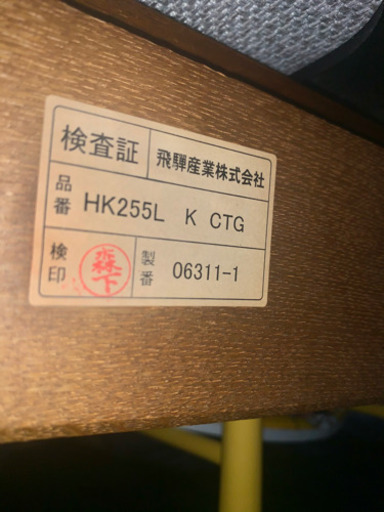 検査証 飛騨産業株式会社
品番 HK255L K CTG
検印 森下 製番 06311-1